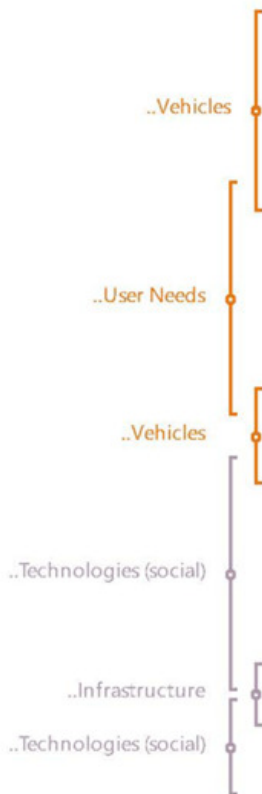 ..Vehicles
..User Needs
..Vehicles
..Technologies (social)
..Infrastructure
..Technologies (social)